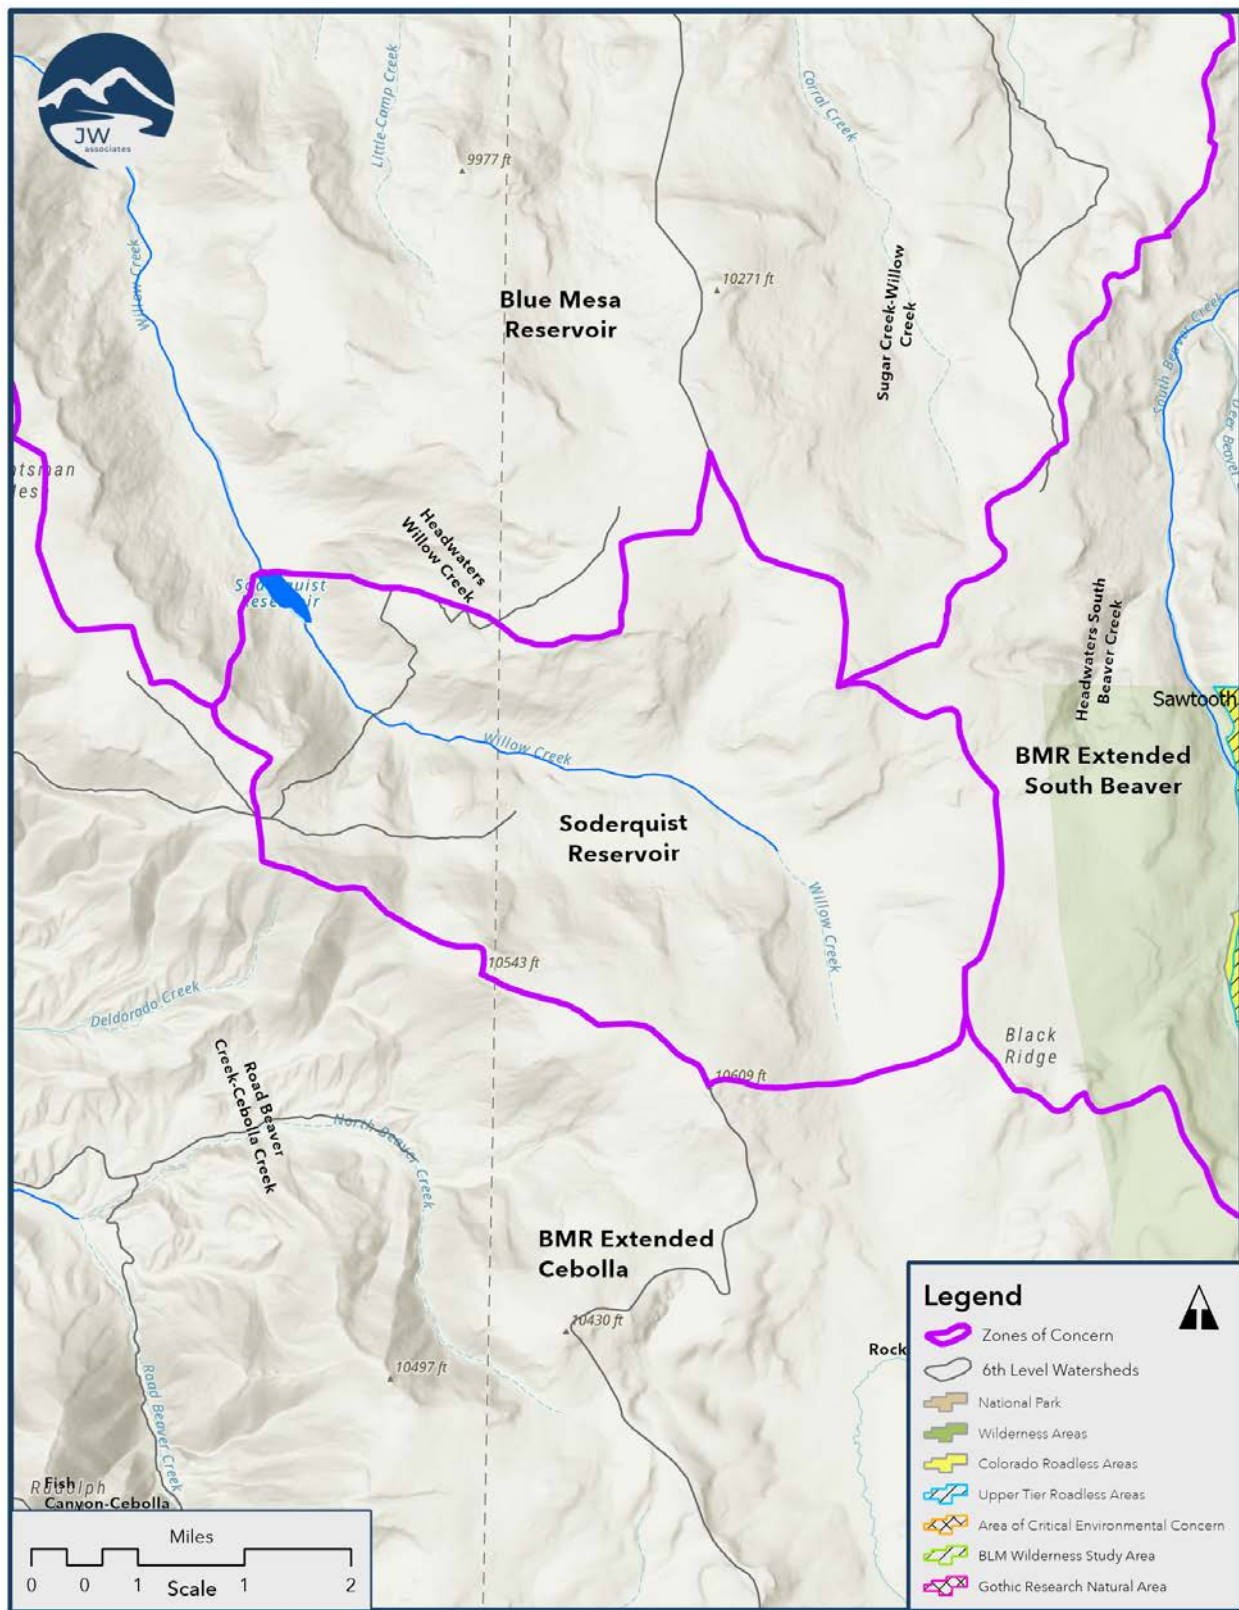 JW
associates
Little Camp Creek
9977 ft
Corral Creek
Willow Creek
10271 ft
Blue Mesa
Reservoir
Sugar Creek-Willow
Creek
South Beaver Creek
Headwaters
Willow Creek
Soderquist
Reservoir
Headwaters South
Beaver Creek
Sawtooth
Willow Creek
BMR Extended
South Beaver
Soderquist
Reservoir
Willow Creek
10543 ft
Deldorado Creek
Black
Ridge
Road Beaver
Creek-Cebolla Creek
10609 ft
North Beaver Creek
BMR Extended
Cebolla
10430 ft
10497 ft
Rock
Road Beaver Creek
Fish
Canyon-Cebolla
Miles
0 0 1 1 2
Scale
Legend
Zones of Concern
6th Level Watersheds
National Park
Wilderness Areas
Colorado Roadless Areas
Upper Tier Roadless Areas
Area of Critical Environmental Concern
BLM Wilderness Study Area
Gothic Research Natural Area